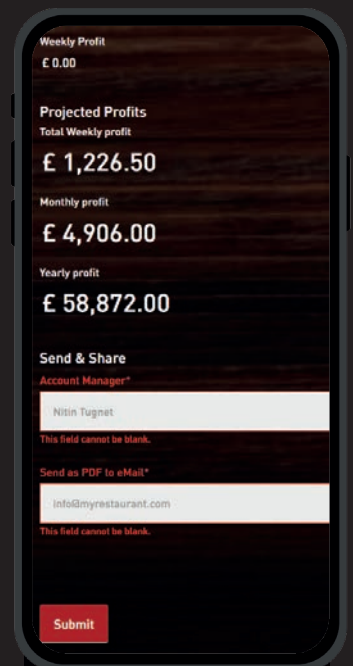 Weekly Profit
£ 0.00
Projected Profits
Total Weekly profit
£ 1,226.50
Monthly profit
£ 4,906.00
Yearly profit
£ 58,872.00
Send & Share
Account Manager*
Nitin Tugnet
This field cannot be blank.
Send as PDF to eMail*
info@myrestaurant.com
This field cannot be blank.
Submit